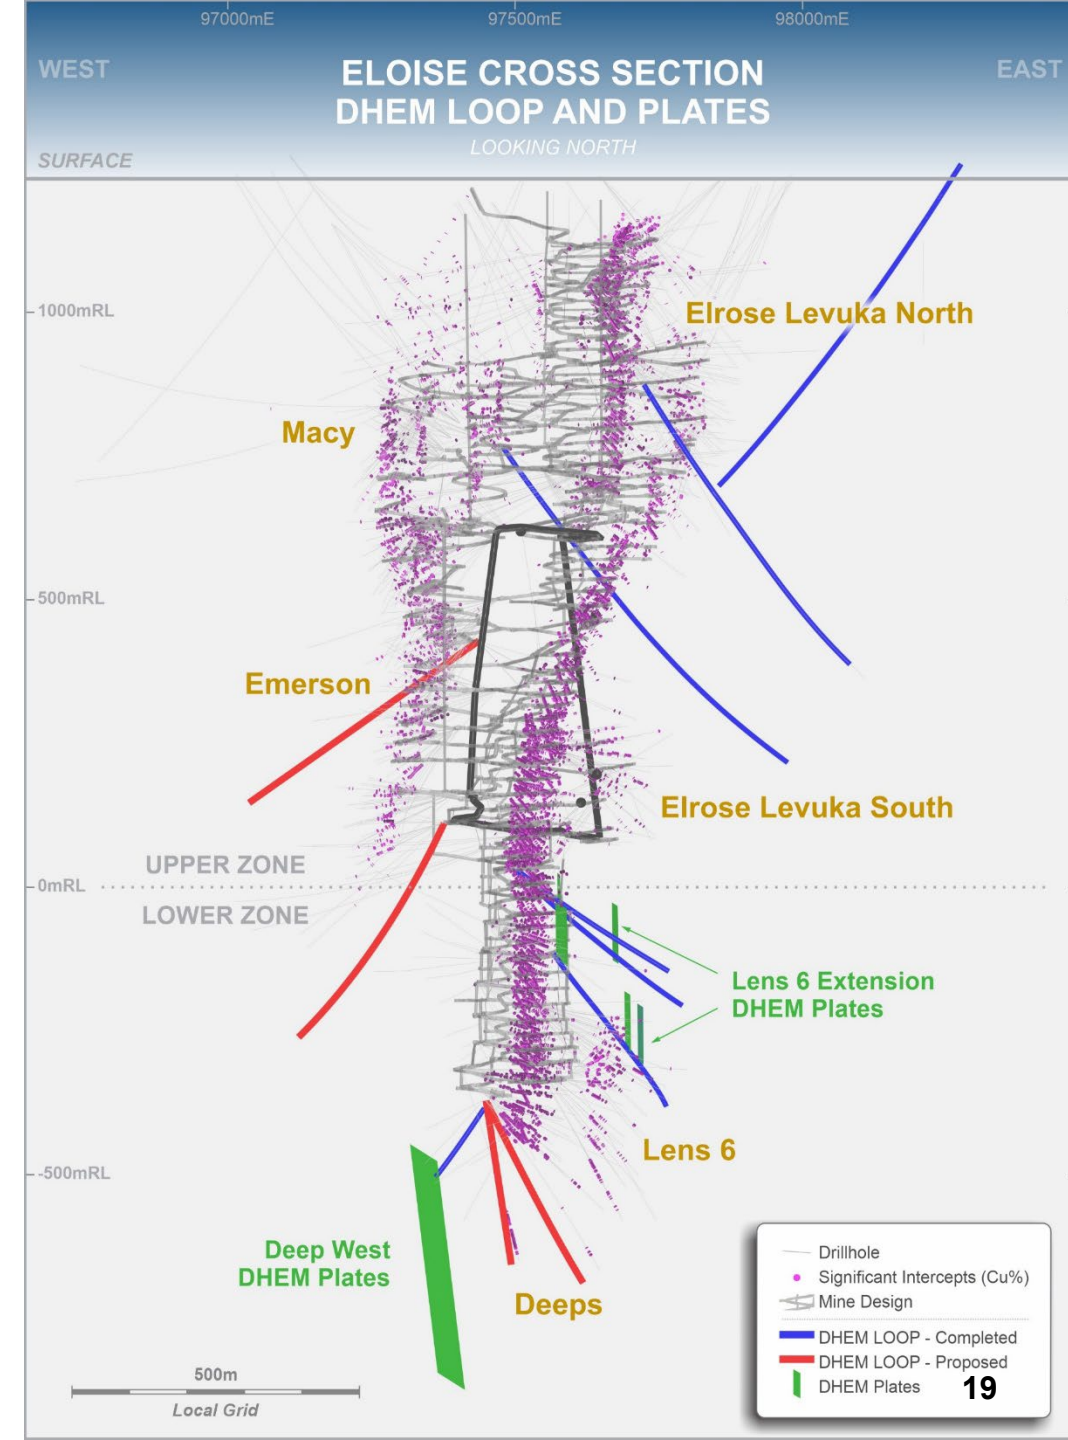 97000mE 97500mE 98000mE
WEST
EAST
ELOISE CROSS SECTION
DHEM LOOP AND PLATES
LOOKING NORTH
SURFACE
1000mRL
Elrose Levuka North
Macy
500mRL
Emerson
Elrose Levuka South
UPPER ZONE
0mRL
LOWER ZONE
Lens 6 Extension
DHEM Plates
Lens 6
-500mRL
Deep West
DHEM Plates
Deeps
Drillhole
Significant Intercepts (Cu%)
Mine Design
DHEM LOOP - Completed
DHEM LOOP - Proposed
DHEM Plates
19
500m
Local Grid